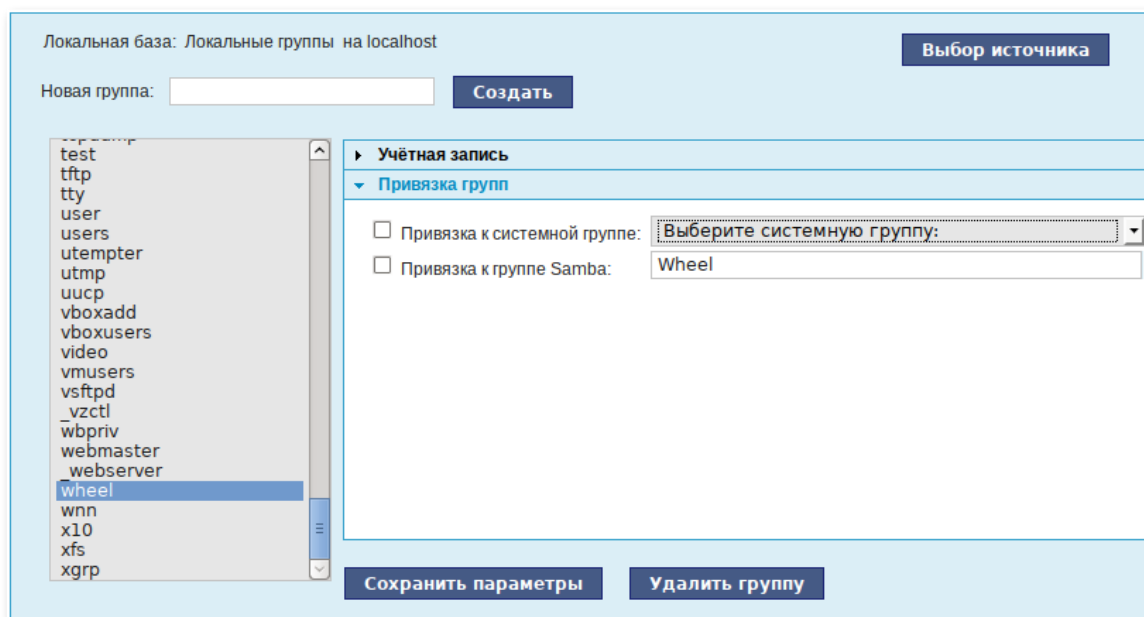 Локальная база: Локальные группы на localhost
Выбор источника
Новая группа:
Создать
test
tftp
tty
user
users
utempter
utmp
uucp
vboxadd
vboxusers
video
vmusers
vsftpd
_vzctl
wbpriv
webmaster
_webserver
wheel
wnn
x10
xfs
xgrp
Учётная запись
Привязка групп
Привязка к системной группе: Выберите системную группу:
Привязка к группе Samba: Wheel
Сохранить параметры Удалить группу